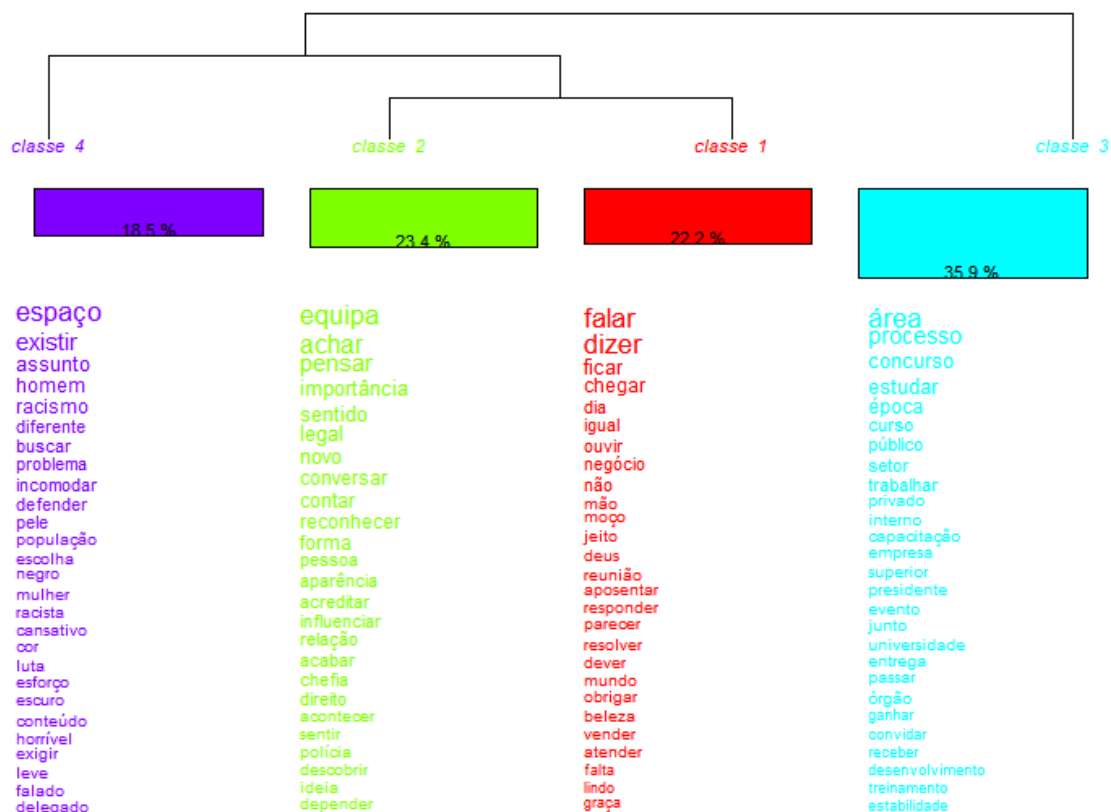 classe 4
classe 2
classe 1
classe 3
18.5 %
23.4 %
22.2 %
35.9 %
espaço
existir
assunto
homem
racismo
diferente
buscar
problema
incomodar
defender
pele
população
escolha
negro
mulher
racista
cansativo
cor
luta
esforço
escuro
conteúdo
horrível
exigir
leve
falado
delegado
equipa
achar
pensar
importância
sentido
legal
novo
conversar
contar
reconhecer
forma
pessoa
aparência
acreditar
influenciar
relação
acabar
chefia
direito
acontecer
sentir
polícia
descobrir
ideia
depender
falar
dizer
ficar
chegar
dia
igual
ouvir
negócio
não
mão
moço
jeito
deus
reunião
aposentar
responder
parecer
resolver
dever
mundo
obrigar
beleza
vender
atender
falta
lindo
graça
área
processo
concurso
estudar
época
curso
público
setor
trabalhar
privado
interno
capacitação
empresa
superior
presidente
evento
junto
universidade
entrega
passar
órgão
ganhar
convidar
receber
desenvolvimento
treinamento
estabilidade